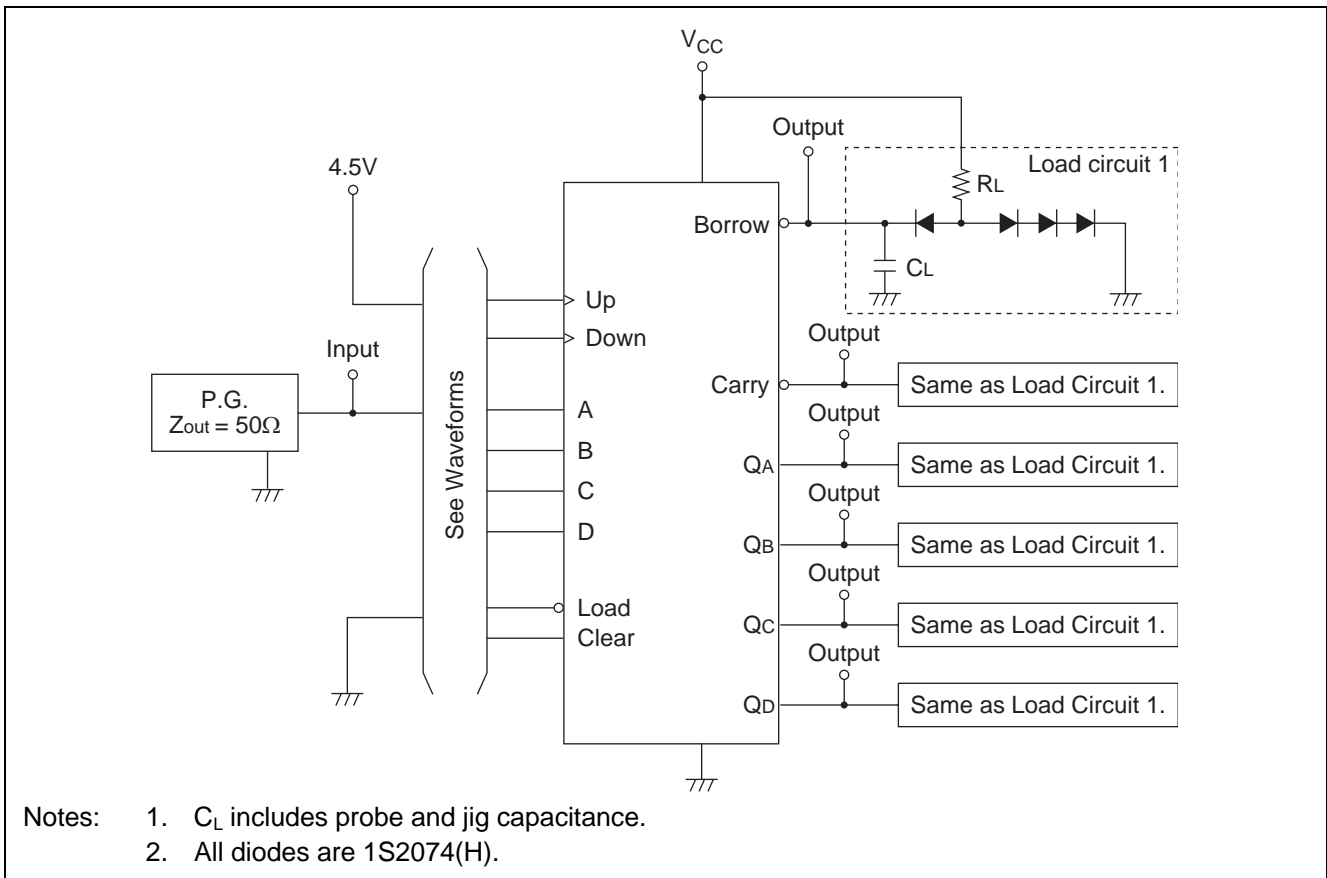 VCC
Output
4.5V
Load circuit 1
RL
Borrow
CL
Up
Down
Input
Output
P.G.
Zout = 50Ω
See Waveforms
Carry
Same as Load Circuit 1.
A
Output
B
QA
Same as Load Circuit 1.
C
Output
D
QB
Same as Load Circuit 1.
Output
Load
Clear
QC
Same as Load Circuit 1.
Output
QD
Same as Load Circuit 1.
Notes: 1. CL includes probe and jig capacitance.
2. All diodes are 1S2074(H).